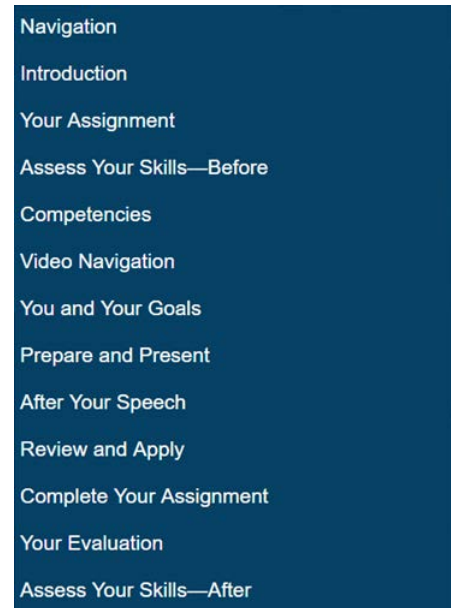 Navigation
Introduction
Your Assignment
Assess Your Skills—Before
Competencies
Video Navigation
You and Your Goals
Prepare and Present
After Your Speech
Review and Apply
Complete Your Assignment
Your Evaluation
Assess Your Skills—After